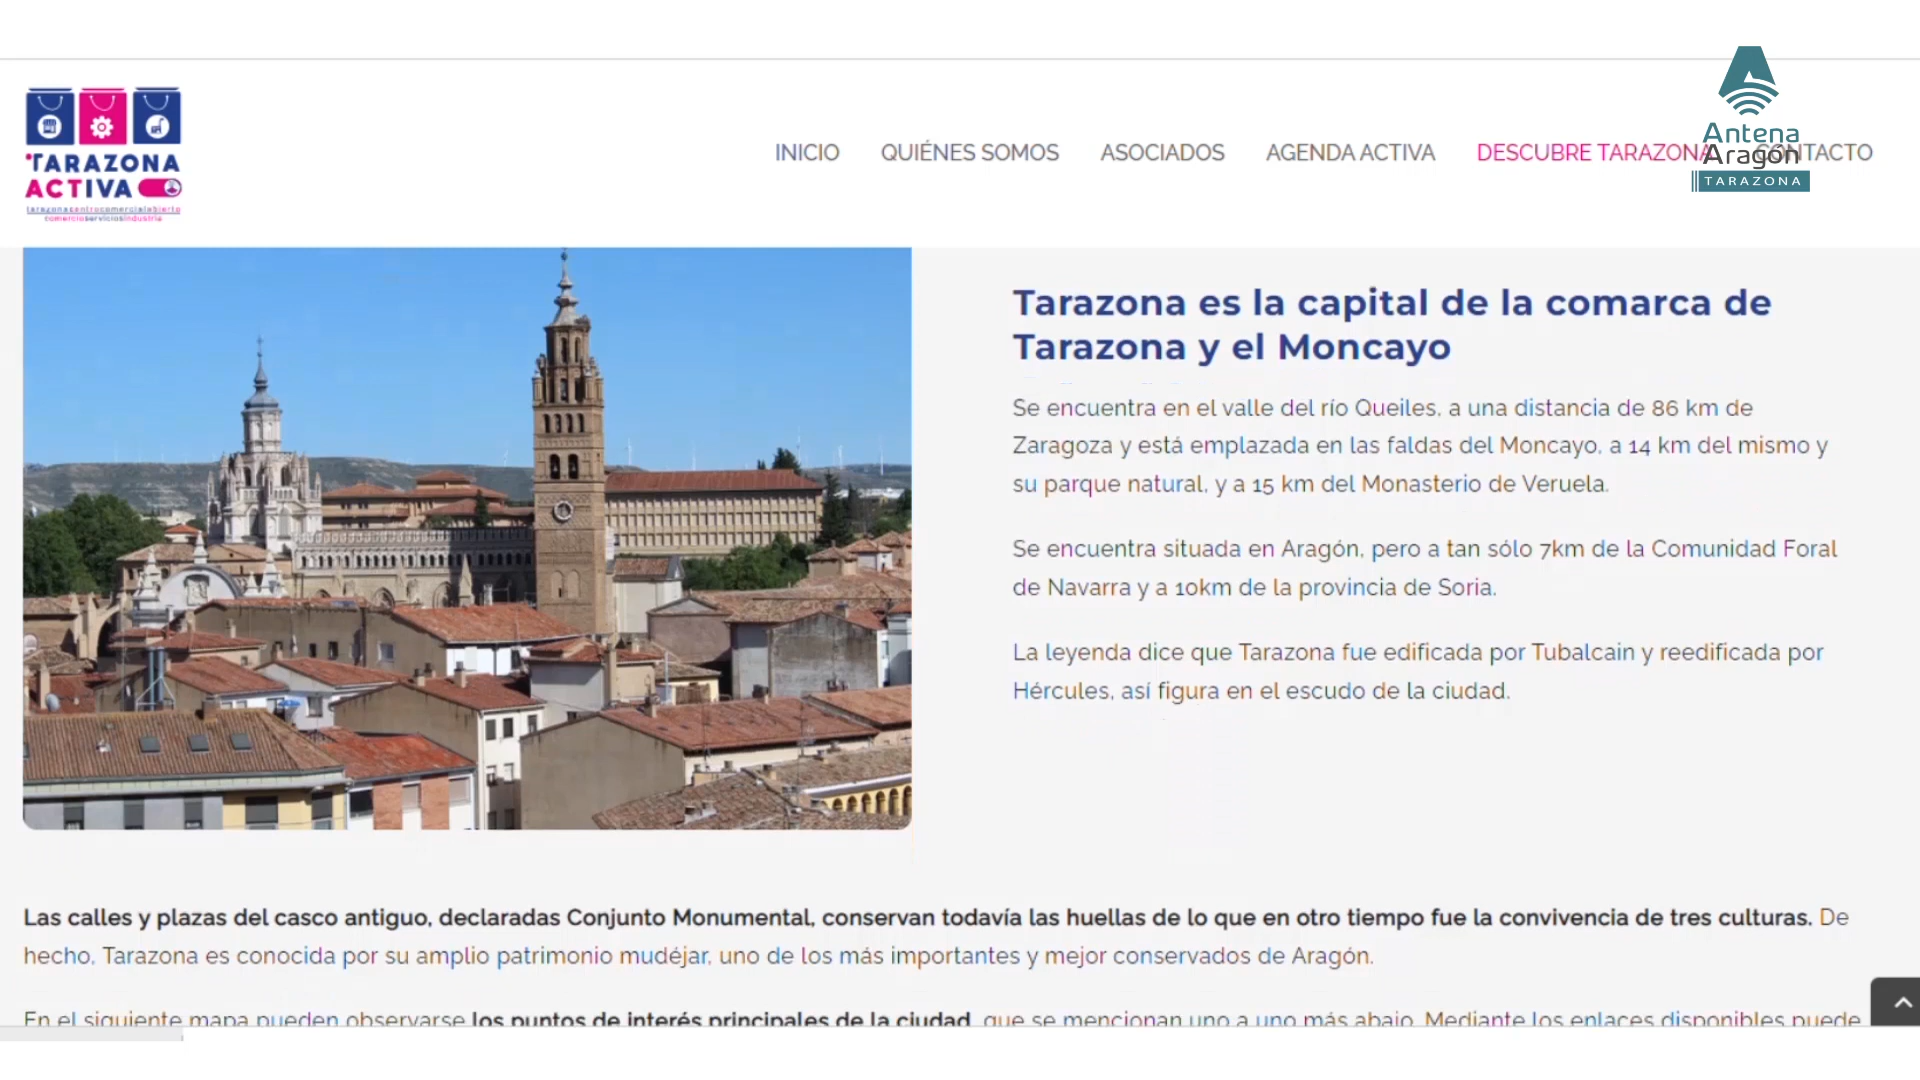 TARAZONA
ACTIVA
tarazonacentrocomercialabierto
comercioserviciosindustria
INICIO
QUIÉNES SOMOS
ASOCIADOS
AGENDA ACTIVA
DESCUBRE TARAZONA
CONTACTO
Antena
Aragón
TARAZONA
Tarazona es la capital de la comarca de
Tarazona y el Moncayo
Se encuentra en el valle del río Queiles, a una distancia de 86 km de
Zaragoza y está emplazada en las faldas del Moncayo, a 14 km del mismo y
su parque natural, y a 15 km del Monasterio de Veruela.
Se encuentra situada en Aragón, pero a tan sólo 7km de la Comunidad Foral
de Navarra y a 10km de la provincia de Soria.
La leyenda dice que Tarazona fue edificada por Tubalcain y reedificada por
Hércules, así figura en el escudo de la ciudad.
Las calles y plazas del casco antiguo, declaradas Conjunto Monumental, conservan todavía las huellas de lo que en otro tiempo fue la convivencia de tres culturas. De
hecho, Tarazona es conocida por su amplio patrimonio mudéjar, uno de los más importantes y mejor conservados de Aragón.
En el siguiente mapa pueden observarse los puntos de interés principales de la ciudad, que se mencionan uno a uno más abajo. Mediante los enlaces disponibles puede